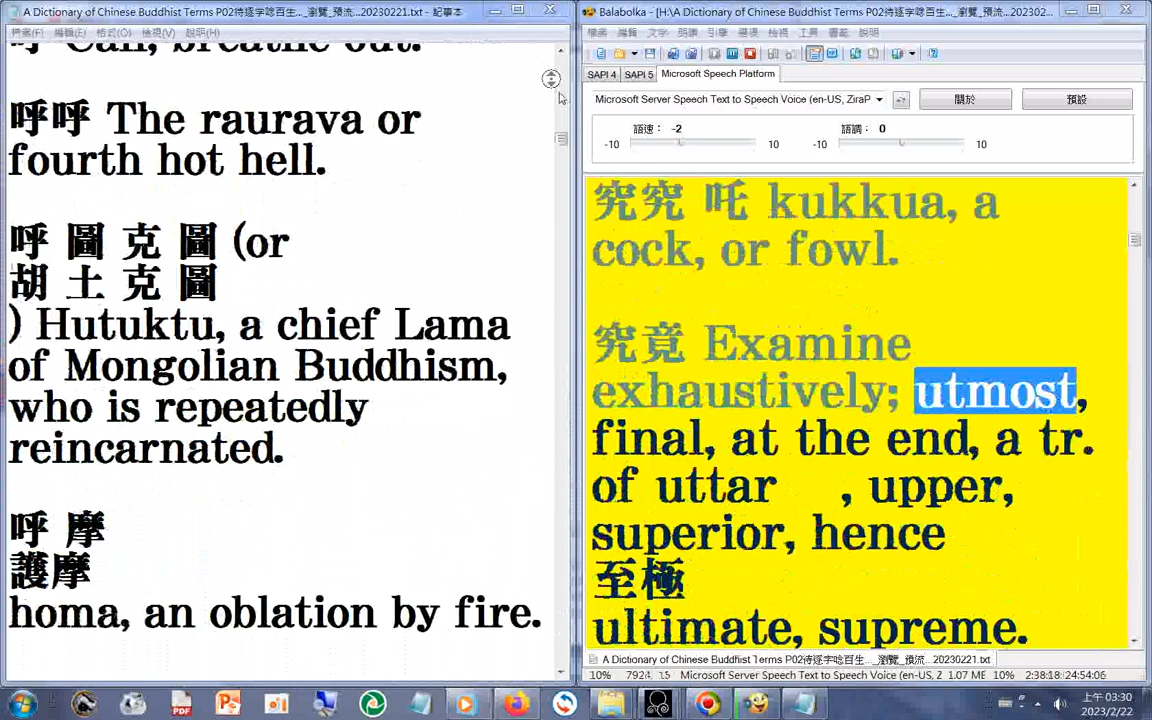 A Dictionary of Chinese Buddhist Terms P02待逐字唸百生..._瀏覽_預流...20230221.txt - 記事本
檔案(F) 編輯(E) 格式(O) 檢視(V) 說明(H)
呼 Call, breathe out.
呼呼 The raurava or
fourth hot hell.
呼 圖 克 圖 (or
胡 土 克 圖
) Hutuktu, a chief Lama
of Mongolian Buddhism,
who is repeatedly
reincarnated.
呼 摩
護摩
homa, an oblation by fire.
Balabolka - [H:\A Dictionary of Chinese Buddhist Terms P02待逐字唸百生..._瀏覽_預流...202302...
檔案 編輯 文字 朗讀 引擎 選項 檢視 工具 書籤 說明
SAPI 4 SAPI 5 Microsoft Speech Platform
Microsoft Server Speech Text to Speech Voice (en-US, ZiraP
關於
預設
語速： -2
語調： 0
-10 10 -10 10
究究 吒 kukkua, a
cock, or fowl.
究竟 Examine
exhaustively; utmost,
final, at the end, a tr.
of uttar , upper,
superior, hence
至極
ultimate, supreme.
A Dictionary of Chinese Buddhist Terms P02待逐字唸百生..._瀏覽_預流...20230221.txt
10% Microsoft Server Speech Text to Speech Voice (en-US, Z 1.07 ME 10% 2:38:18:24:54:06
上午 03:30
2023/2/22